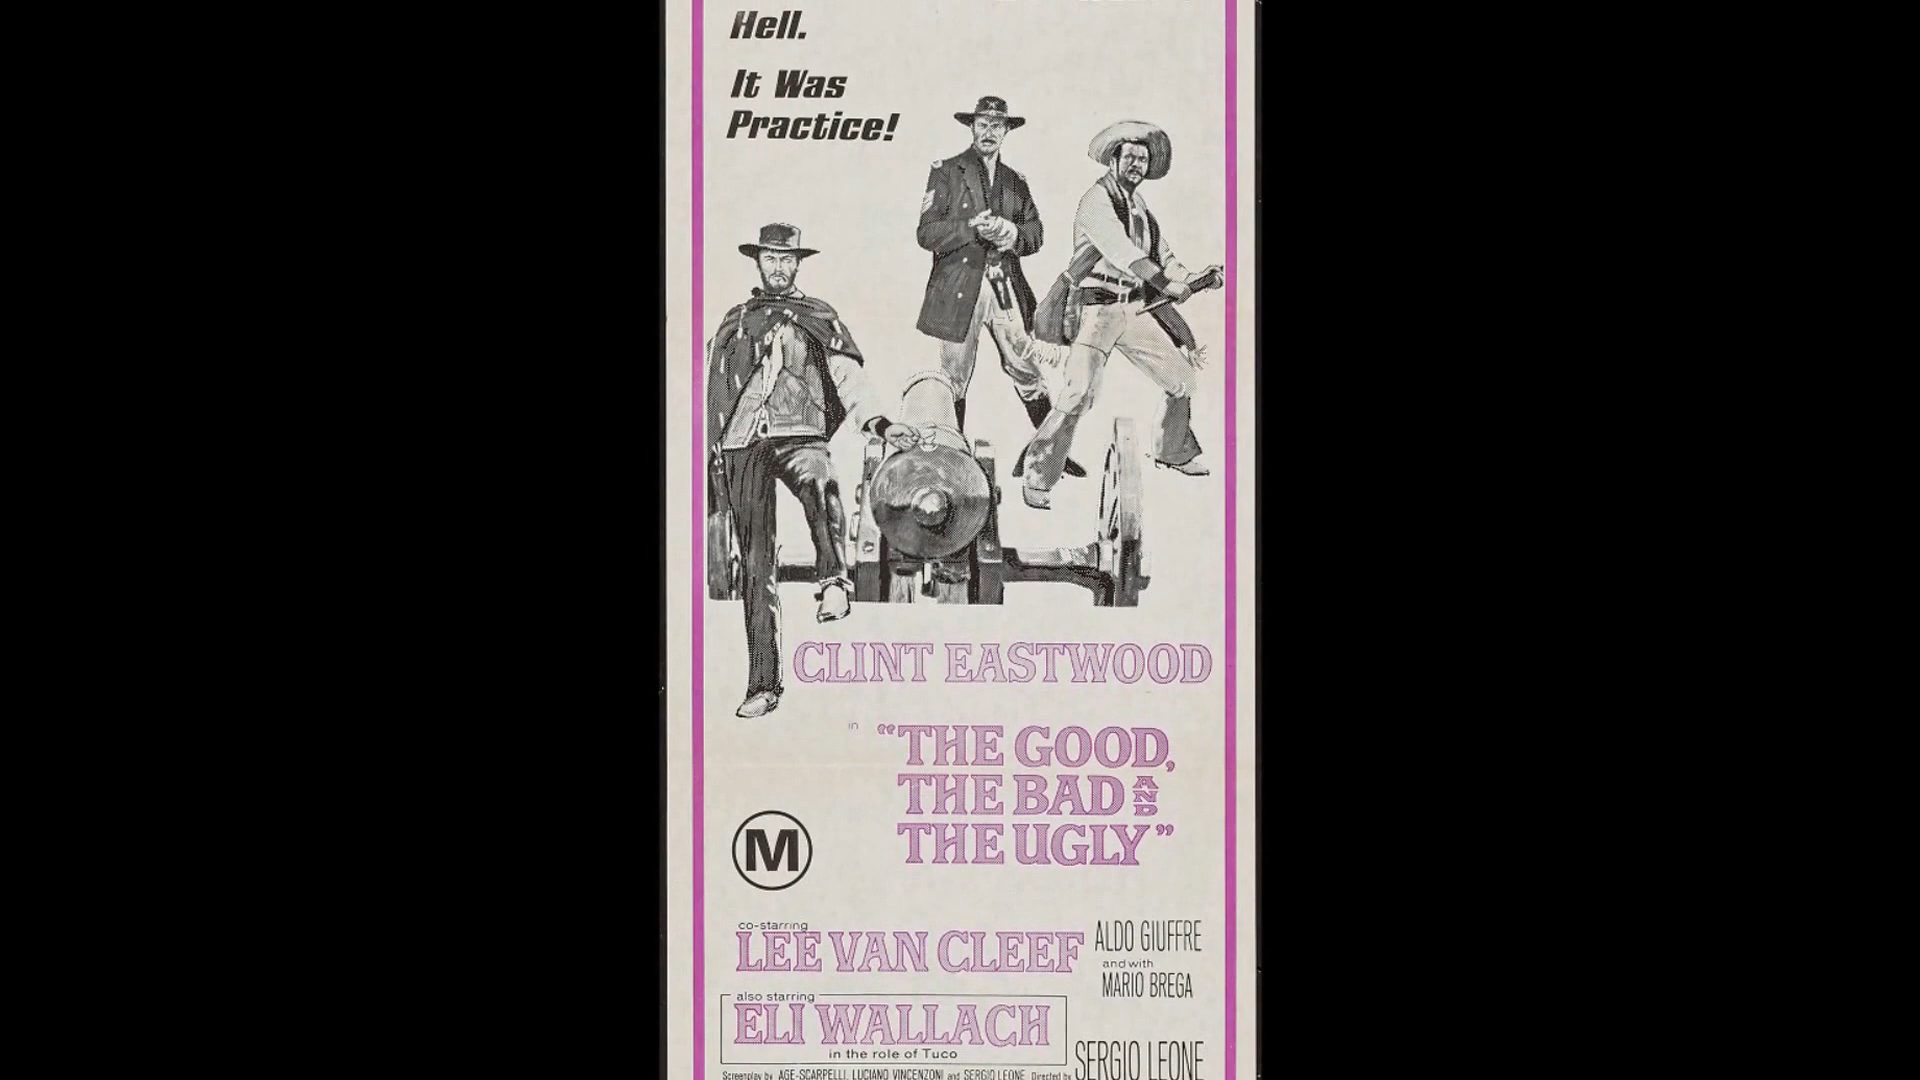 Hell.
It Was
Practice!
CLINT EASTWOOD
in "THE GOOD,
THE BAD AND
THE UGLY"
M
co-starring
LEE VAN CLEEF
ALDO GIUFFRE
and with
MARIO BREGA
also starring
ELI WALLACH
in the role of Tuco
Screenplay by AGE-SCARPELLI, LUCIANO VINCENZONI and SERGIO LEONE Directed by SERGIO LEONE